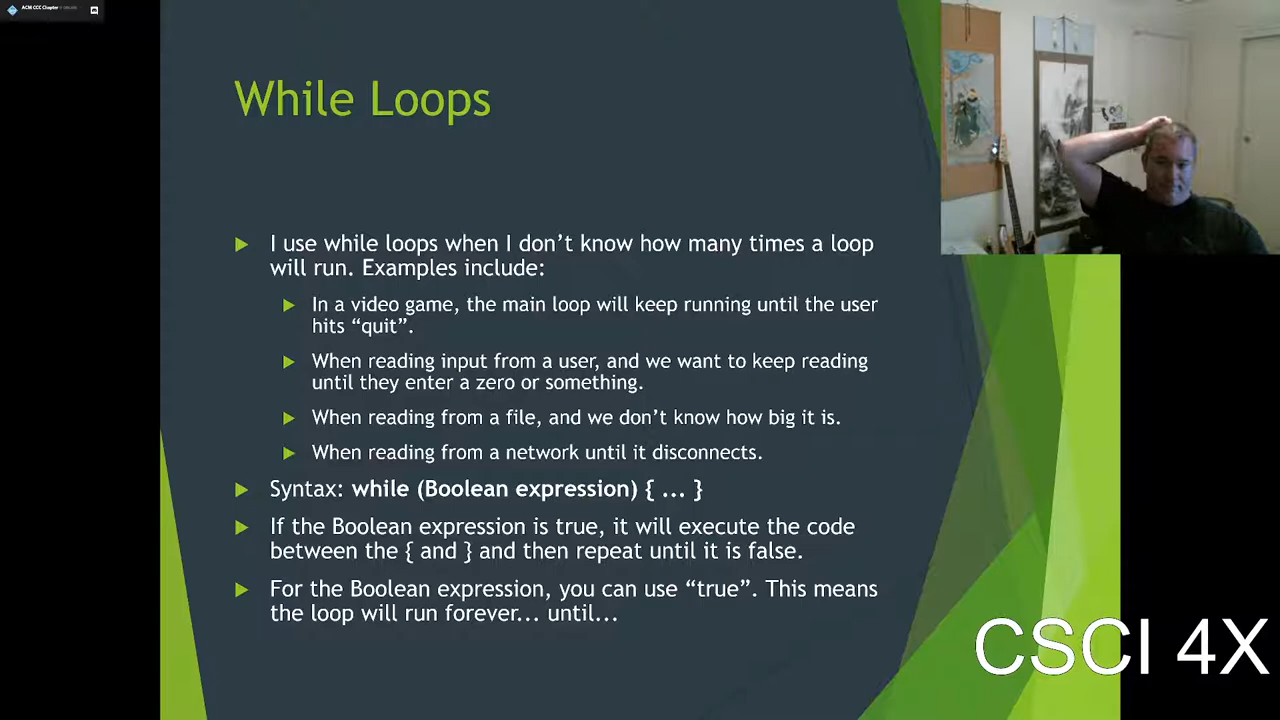 ACM CCC Chapter
While Loops
I use while loops when I don't know how many times a loop
will run. Examples include:
In a video game, the main loop will keep running until the user
hits “quit”.
When reading input from a user, and we want to keep reading
until they enter a zero or something.
When reading from a file, and we don't know how big it is.
When reading from a network until it disconnects.
Syntax: while (Boolean expression) { ... }
If the Boolean expression is true, it will execute the code
between the { and } and then repeat until it is false.
For the Boolean expression, you can use “true”. This means
the loop will run forever... until...
CSCI 4X